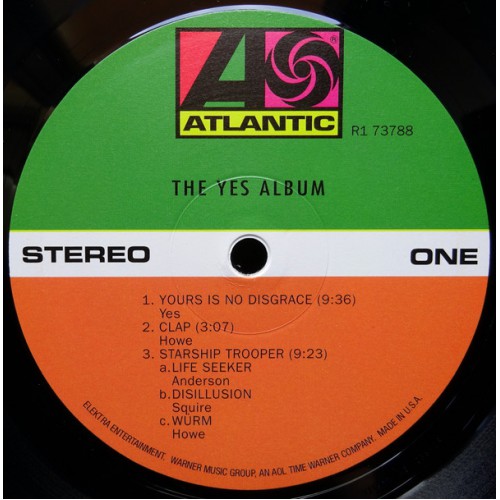 ATLANTIC
®
R1 73788
THE YES ALBUM
STEREO
ONE
1. YOURS IS NO DISGRACE (9:36)
Yes
2. CLAP (3:07)
Howe
3. STARSHIP TROOPER (9:23)
a. LIFE SEEKER
Anderson
b. DISILLUSION
Squire
c. WÜRM
Howe
ELEKTRA ENTERTAINMENT. WARNER MUSIC GROUP, AN AOL TIME WARNER COMPANY. MADE IN U.S.A.